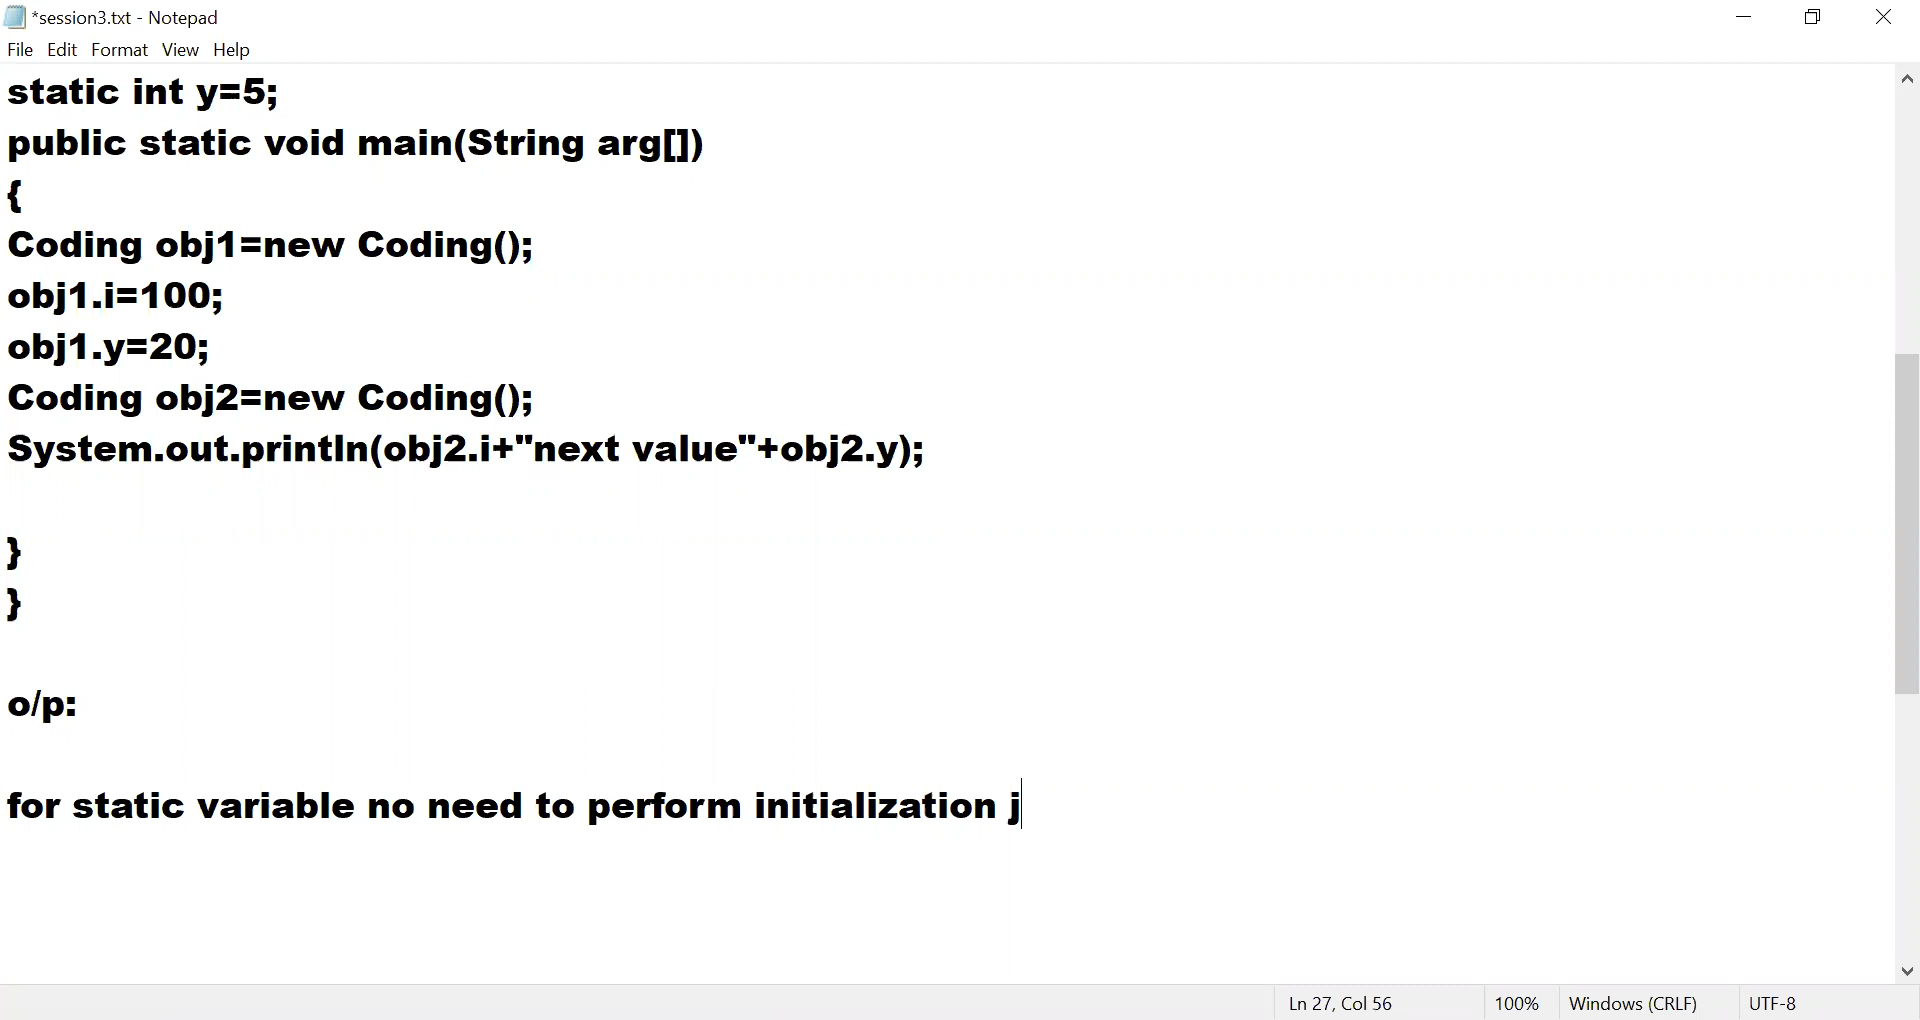 *session3.txt - Notepad
File Edit Format View Help
static int y=5;
public static void main(String arg[])
{
Coding obj1=new Coding();
obj1.i=100;
obj1.y=20;
Coding obj2=new Coding();
System.out.println(obj2.i+"next value"+obj2.y);
}
}
o/p:
for static variable no need to perform initialization j
Ln 27, Col 56 100% Windows (CRLF) UTF-8